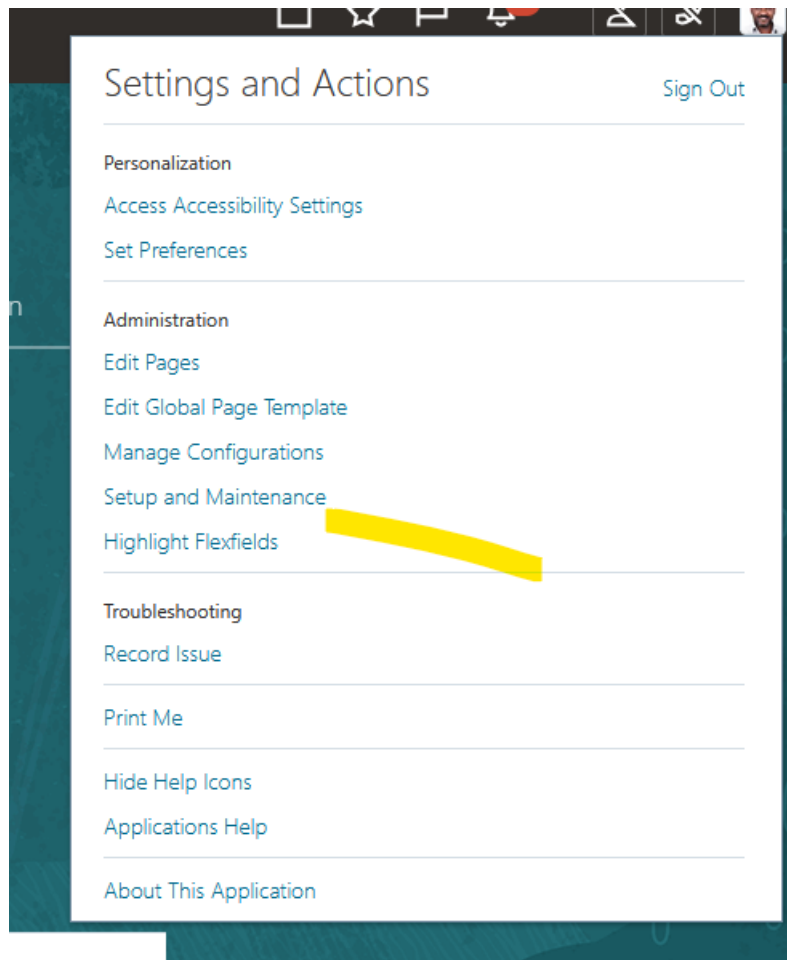 Settings and Actions
Sign Out
Personalization
Access Accessibility Settings
Set Preferences
n
Administration
Edit Pages
Edit Global Page Template
Manage Configurations
Setup and Maintenance
Highlight Flexfields
Troubleshooting
Record Issue
Print Me
Hide Help Icons
Applications Help
About This Application